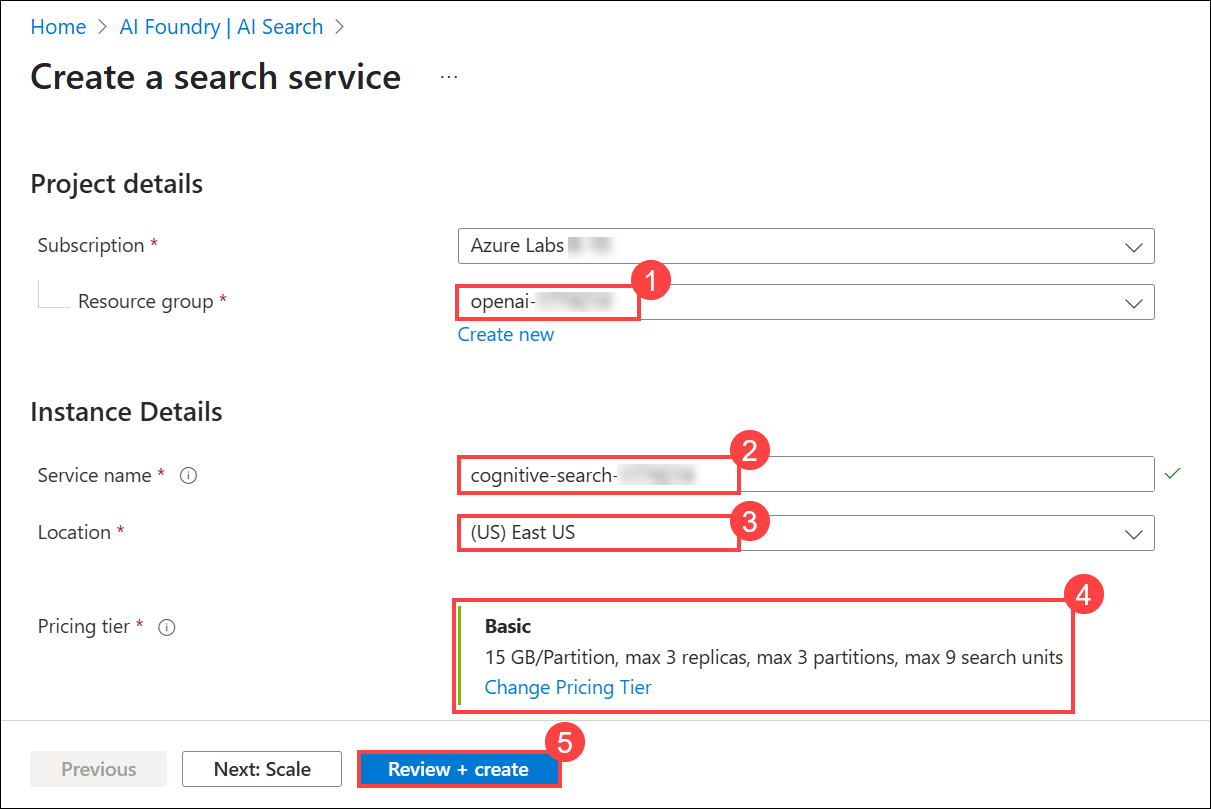 Home > AI Foundry | AI Search >
Create a search service ...
Project details
Subscription *
Azure Labs
1
Resource group *
openai-
Create new
Instance Details
2
Service name *
cognitive-search-
3
Location *
(US) East US
4
Pricing tier *
Basic
15 GB/Partition, max 3 replicas, max 3 partitions, max 9 search units
Change Pricing Tier
5
Previous
Next: Scale
Review + create